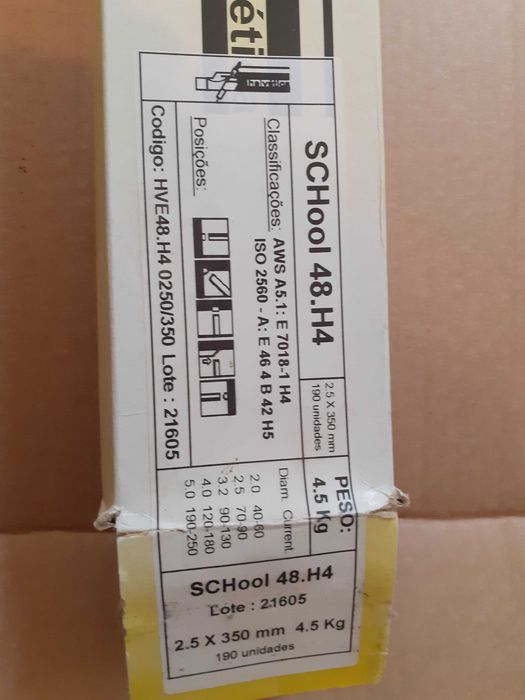 éti
SCHool 48.H4
2.5 X 350 mm
190 unidades
PESO:
4.5 Kg
Classificações: AWS A5.1: E 7018-1 H4
ISO 2560 - A: E 46 4 B 42 H5
Posições:
Codigo: HVE48.H4 0250/350 Lote : 21605
Diam. Current.
2.0 40-60
2.5 70-90
3.2 90-130
4.0 120-180
5.0 190-250
SCHool 48.H4
Lote : 21605
2.5 X 350 mm 4.5 Kg
190 unidades